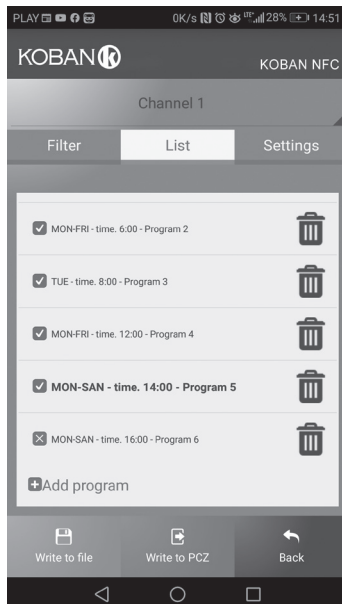 PLAY 0K/s LTE 28% 14:51
KOBAN k
KOBAN NFC
Channel 1
Filter List Settings
MON-FRI - time. 6:00 - Program 2
TUE - time. 8:00 - Program 3
MON-FRI - time. 12:00 - Program 4
MON-SAN - time. 14:00 - Program 5
MON-SAN - time. 16:00 - Program 6
Add program
Write to file Write to PCZ Back